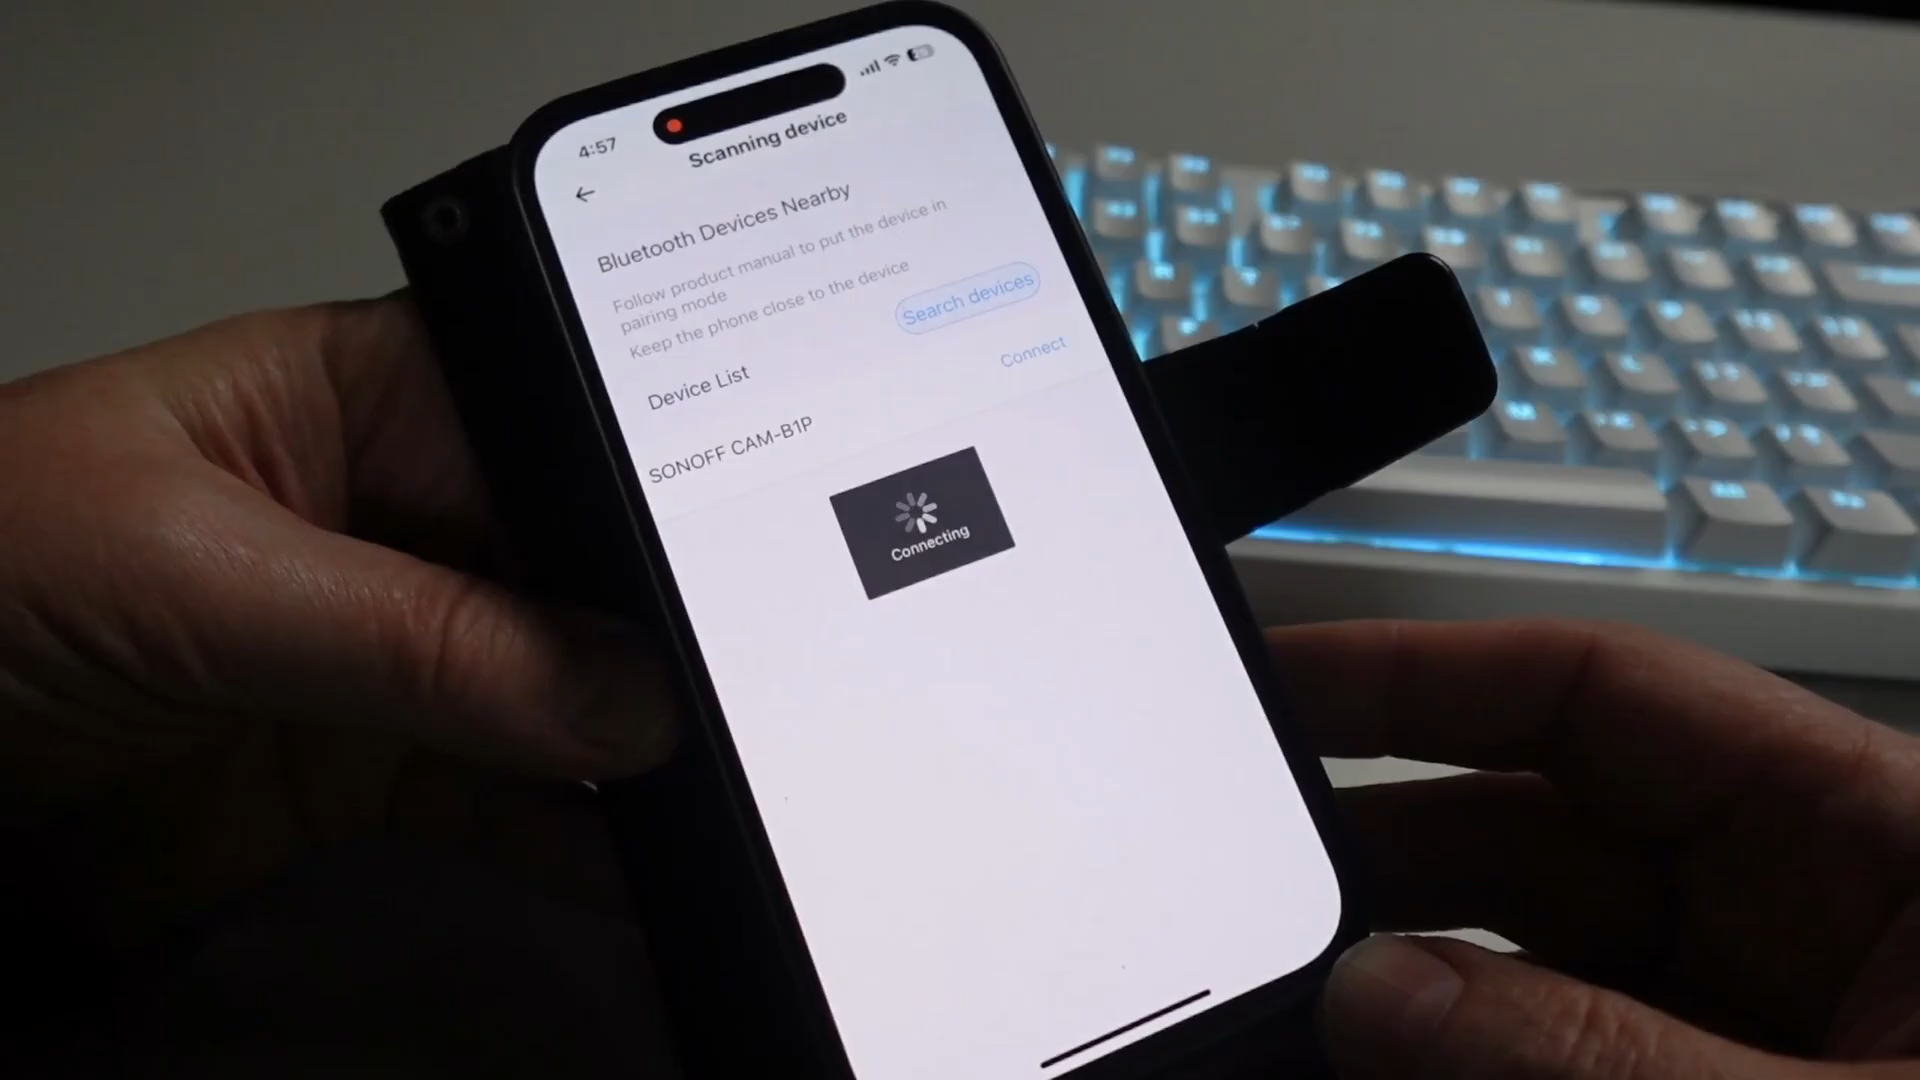 4:57
Scanning device
Bluetooth Devices Nearby
Follow product manual to put the device in
pairing mode
Keep the phone close to the device
Search devices
Device List
Connect
SONOFF CAM-B1P
Connecting